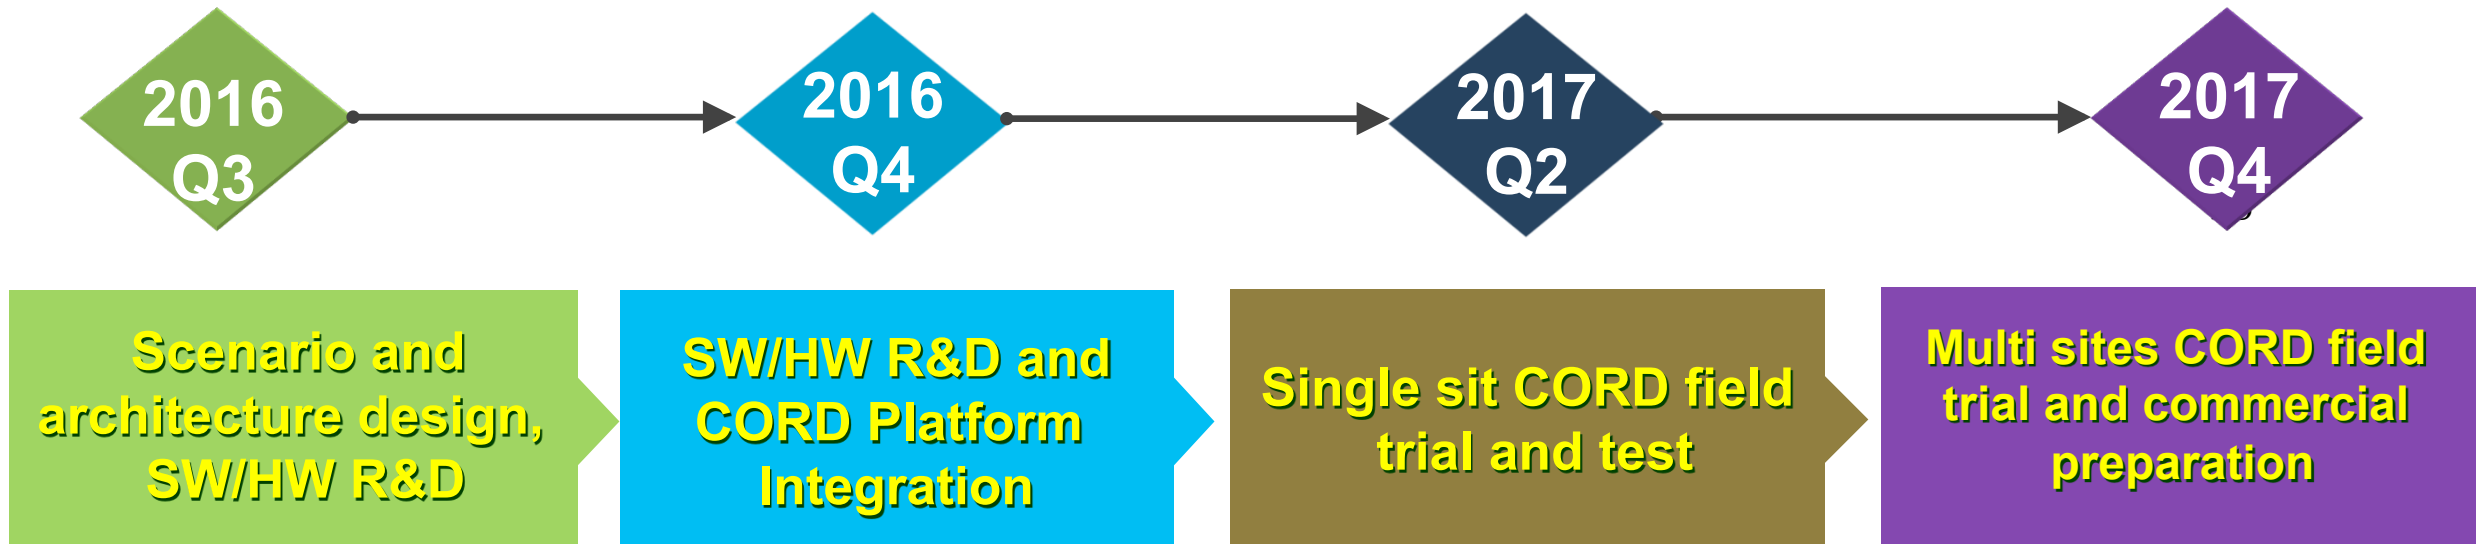 2016
Q3
2016
Q4
2017
Q2
2017
Q4
Scenario and
architecture design,
SW/HW R&D
SW/HW R&D and
CORD Platform
Integration
Single sit CORD field
trial and test
Multi sites CORD field
trial and commercial
preparation